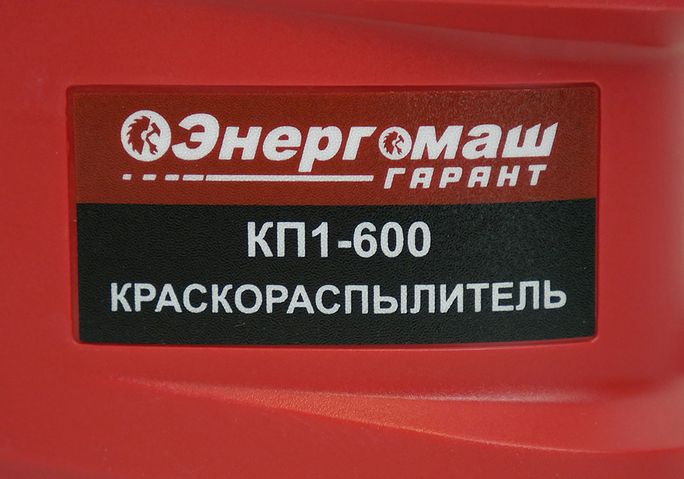 Энергомаш
ГАРАНТ
КП1-600
КРАСКОРАСПЫЛИТЕЛЬ